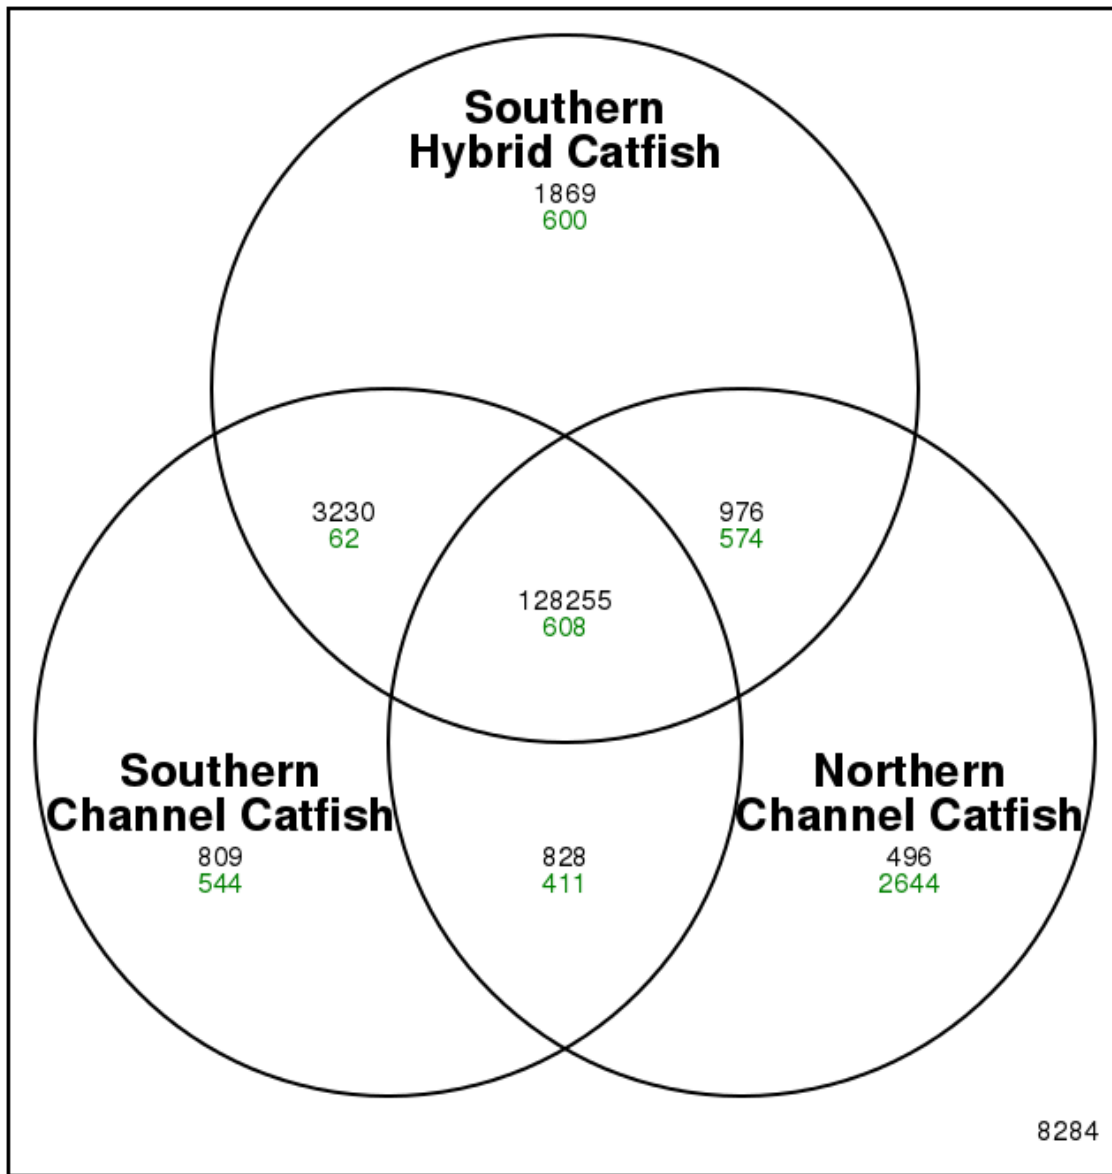 Southern
Hybrid Catfish
1869
600
3230
62
976
574
128255
608
Southern
Channel Catfish
809
544
828
411
Northern
Channel Catfish
496
2644
8284